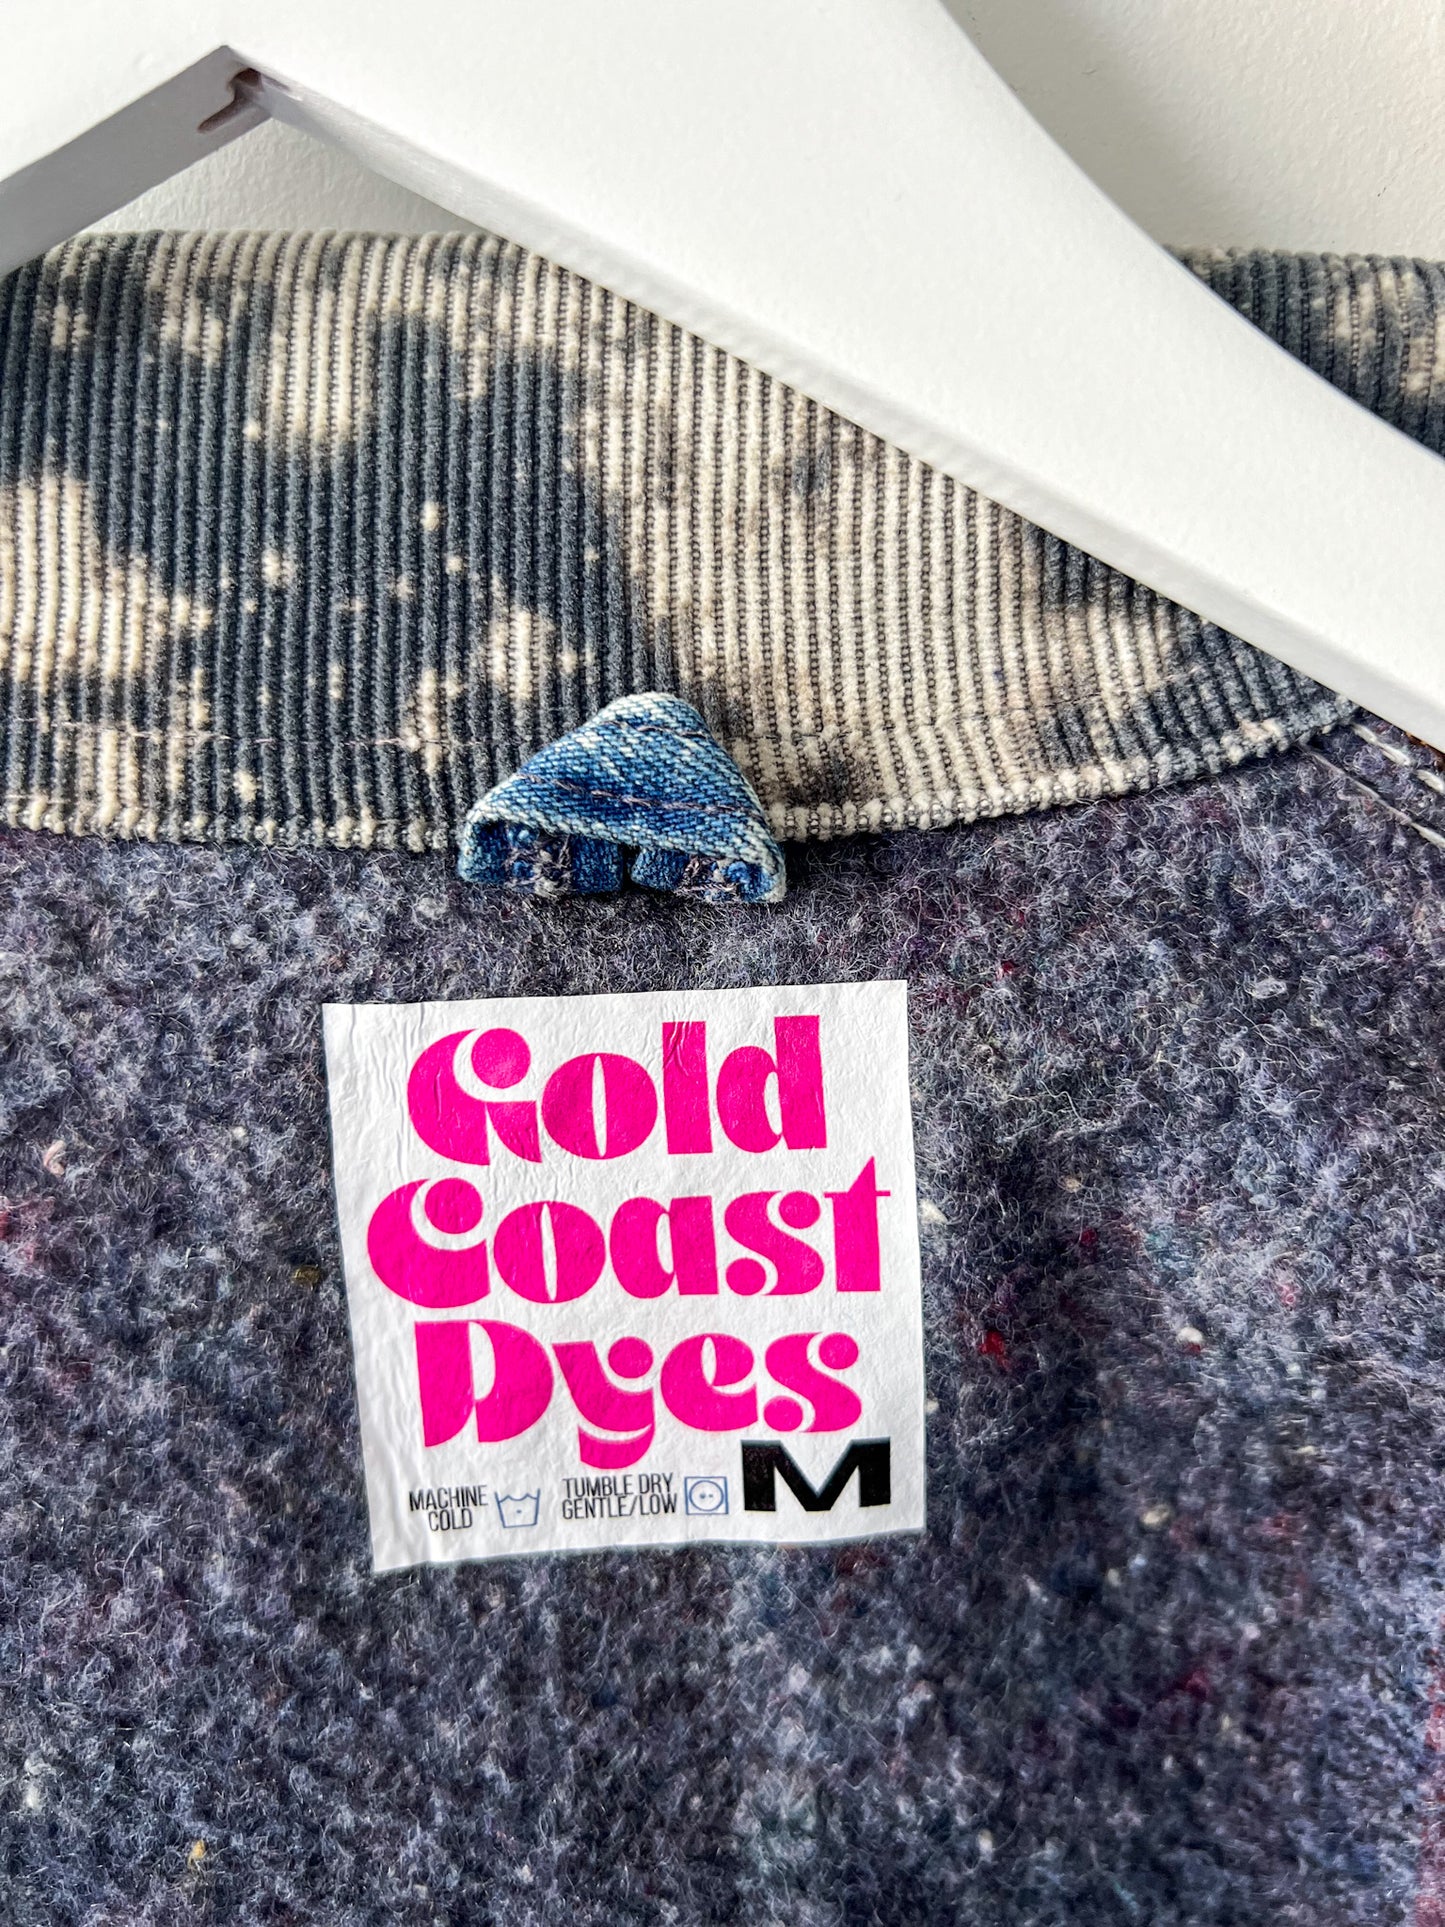 Gold
Coast
Dyes
MACHINE
COLD
TUMBLE DRY
GENTLE/LOW
M